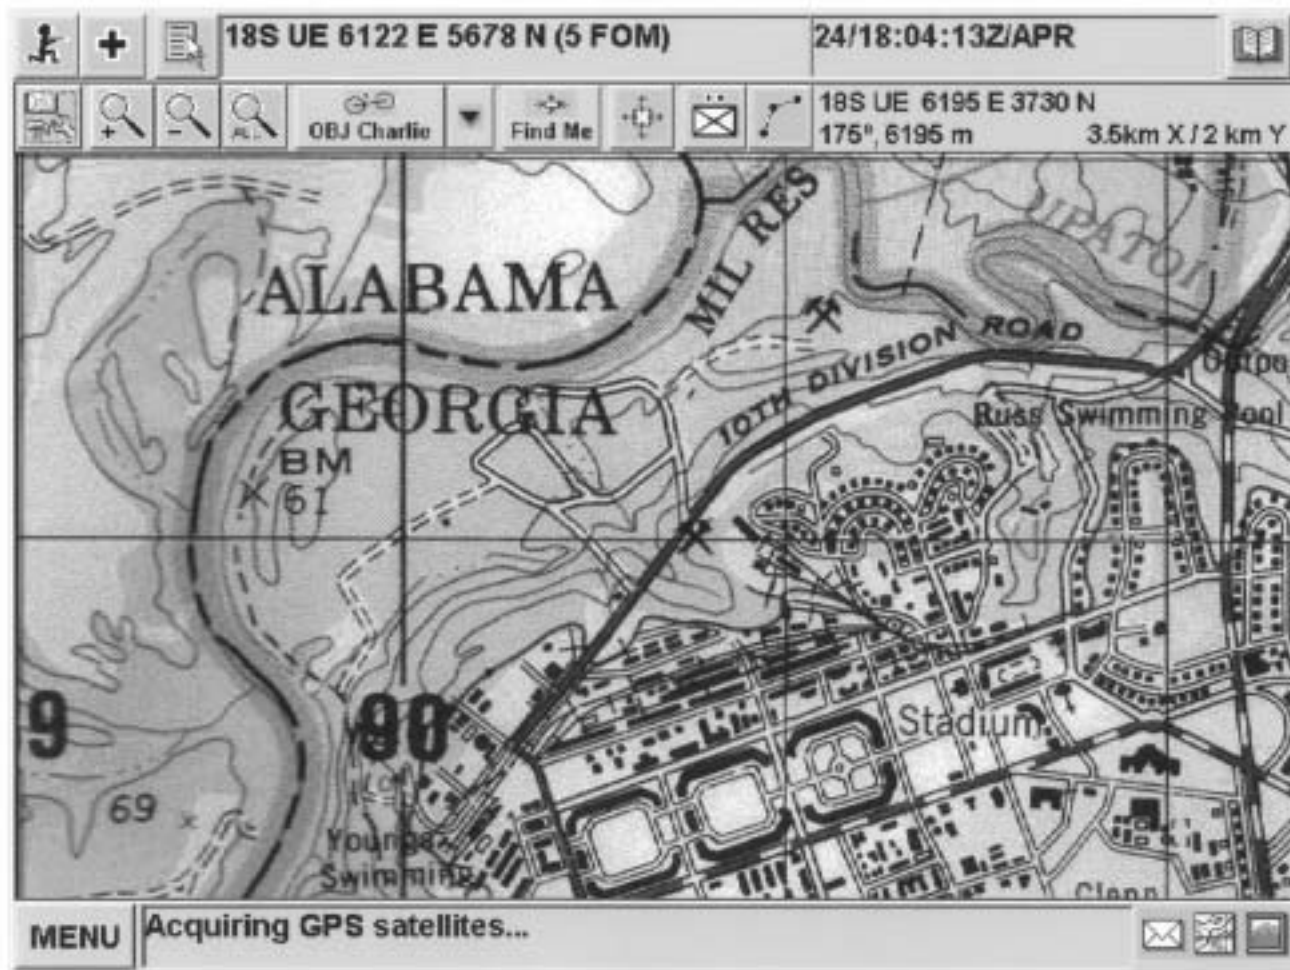 18S UE 6122 E 5678 N (5 FOM)
24/18:04:13Z/APR
ALL
OBJ Charlie
Find Me
18S UE 6195 E 3730 N
175°, 6195 m
3.5km X / 2 km Y
MIL RES
UPATOI
ALABAMA
10TH DIVISION ROAD
GEORGIA
Russ Swimming Pool
BM
61
9
90
Stadium
69
Swimming
MENU
Acquiring GPS satellites...